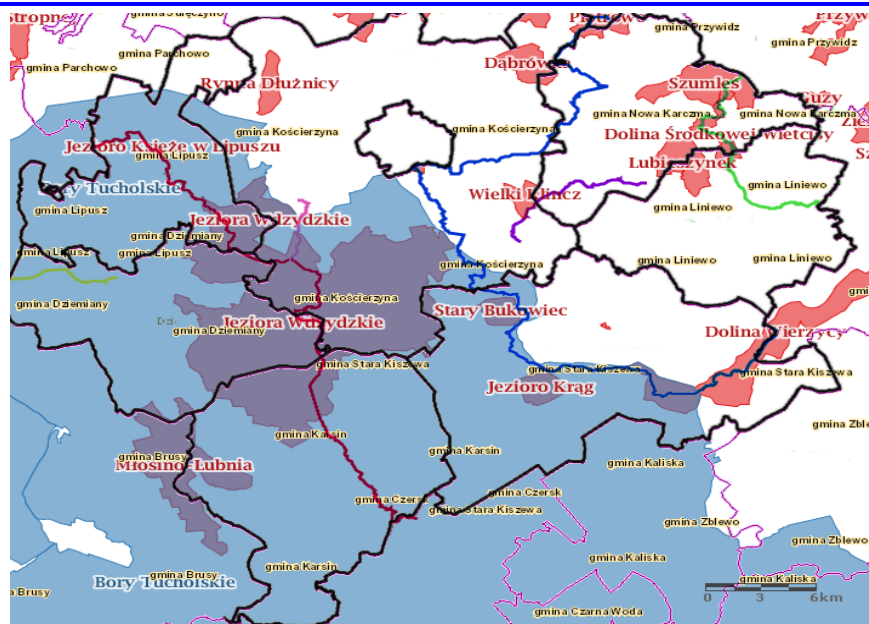 Stropne
gmina Parchowo
gmina Parchowo
Rynna Dłużnicy
gmina Przywidz
gmina Przywidz
Szumleś
gmina Nowa Karczma
gmina Nowa Karczma
gmina Kościerzyna
gmina Kościerzyna
Dolina Środkowej Wietcisy
Jezioro Księże w Lipuszu
gmina Lipusz
Bory Tucholskie
gmina Lipusz
Wielki Klincz
gmina Liniewo
gmina Liniewo
Jeziora Wdzydzkie
gmina Dziemiany
gmina Lipusz
gmina Lipusz
gmina Liniewo
gmina Liniewo
gmina Kościerzyna
gmina Dziemiany
gmina Kościerzyna
Stary Bukowiec
Jeziora Wdzydzkie
gmina Dziemiany
Dolina Wierzycy
gmina Stara Kiszewa
gmina Stara Kiszewa
gmina Stara Kiszewa
Jezioro Krąg
gmina Karsin
gmina Karsin
gmina Brusy
Młosino-Lubnia
gmina Kaliska
gmina Czersk
gmina Czersk
gmina Stara Kiszewa
gmina Zblewo
gmina Zblewo
gmina Kaliska
gmina Karsin
gmina Brusy
Bory Tucholskie
gmina Kaliska
gmina Brusy
gmina Czarna Woda
0 3 6km